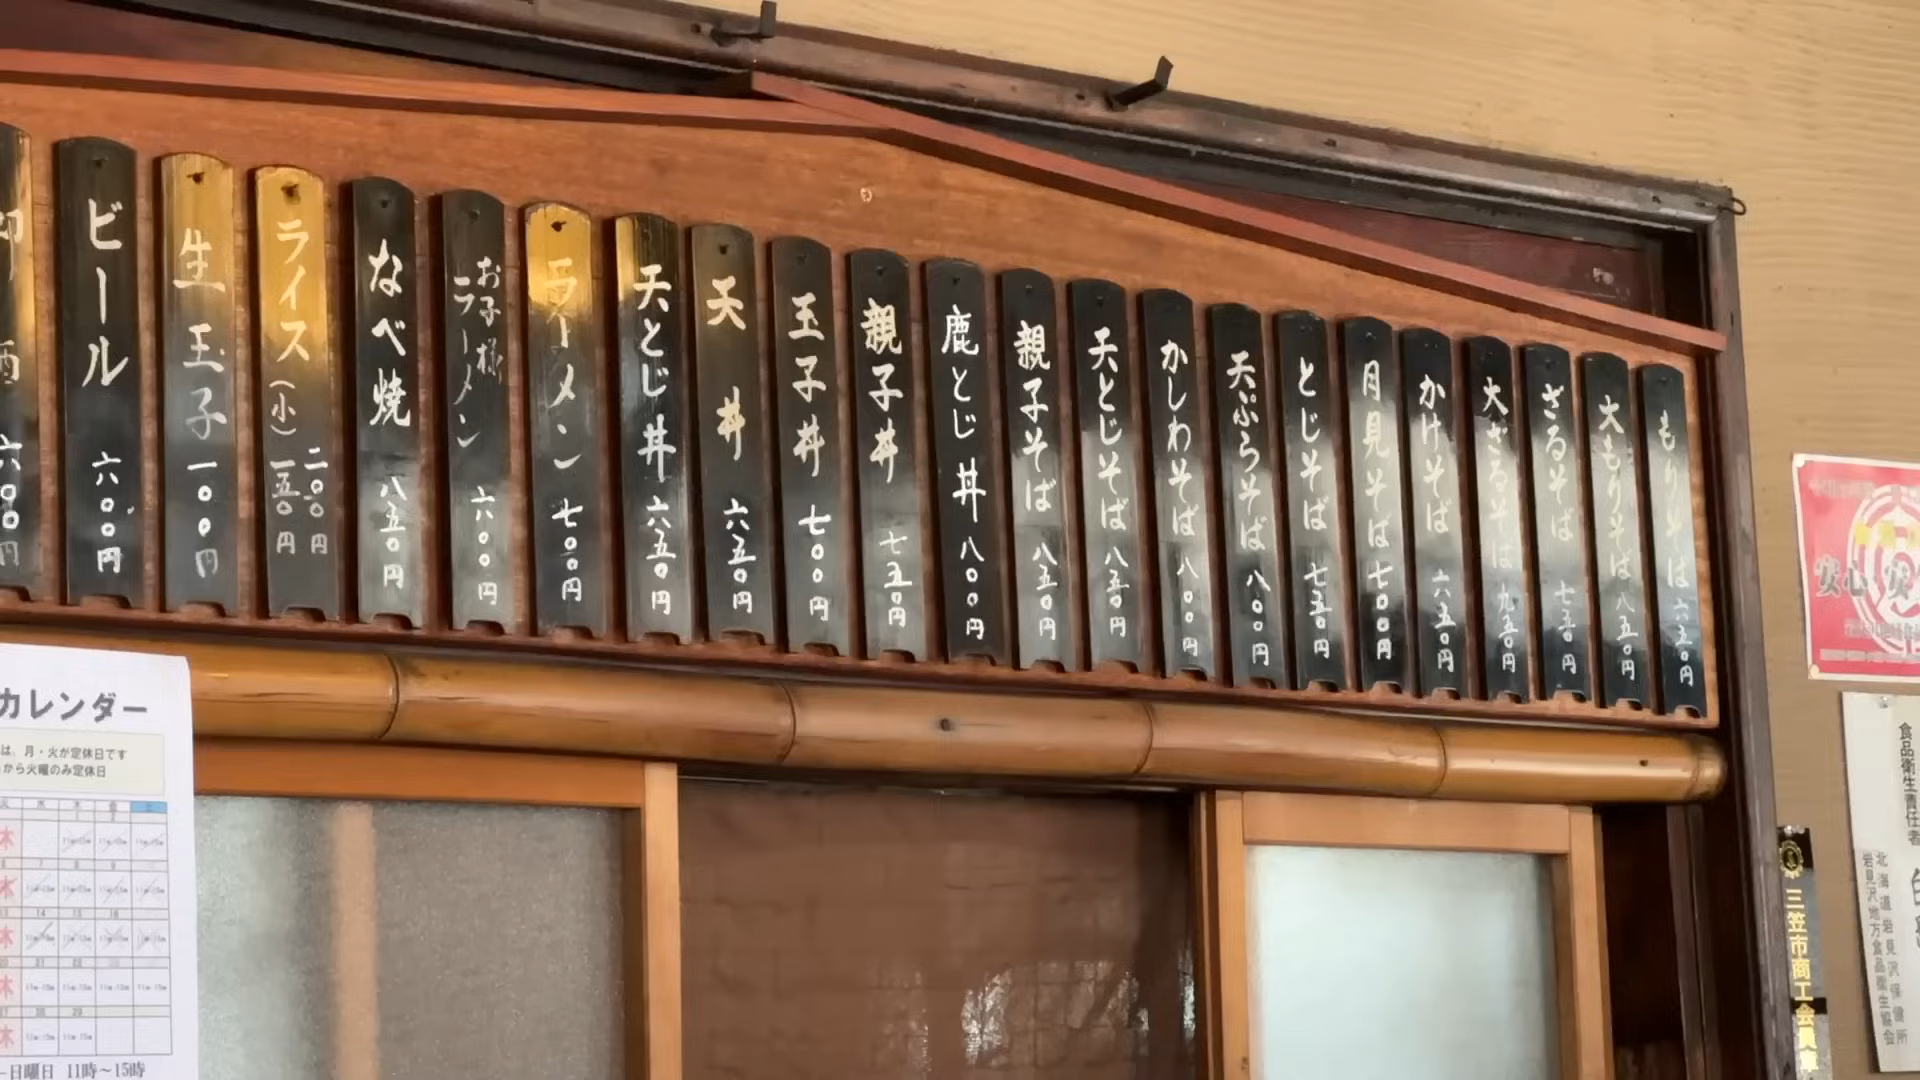 もりそば 六五〇円
大もりそば 八五〇円
ざるそば 七五〇円
大ざるそば 九五〇円
かけそば 六五〇円
月見そば 七〇〇円
とじそば 七五〇円
天ぷらそば 八〇〇円
かしわそば 八〇〇円
天とじそば 八五〇円
親子そば 八五〇円
鹿とじ丼 八〇〇円
親子丼 七五〇円
玉子丼 七〇〇円
天丼 六五〇円
天とじ丼 六五〇円
ラーメン 七〇〇円
お子様
ラーメン 六〇〇円
なべ焼 八五〇円
ライス(小) 二〇〇円
一五〇円
生玉子 一〇〇円
ビール 六〇〇円
酒 六〇〇円
カレンダー
は、月・火が定休日です
から火曜のみ定休日
日曜日 11時～15時
安心
食品衛生責任者
北海道岩見沢保健所
岩見沢地方食品衛生協会
三笠市商工会員章